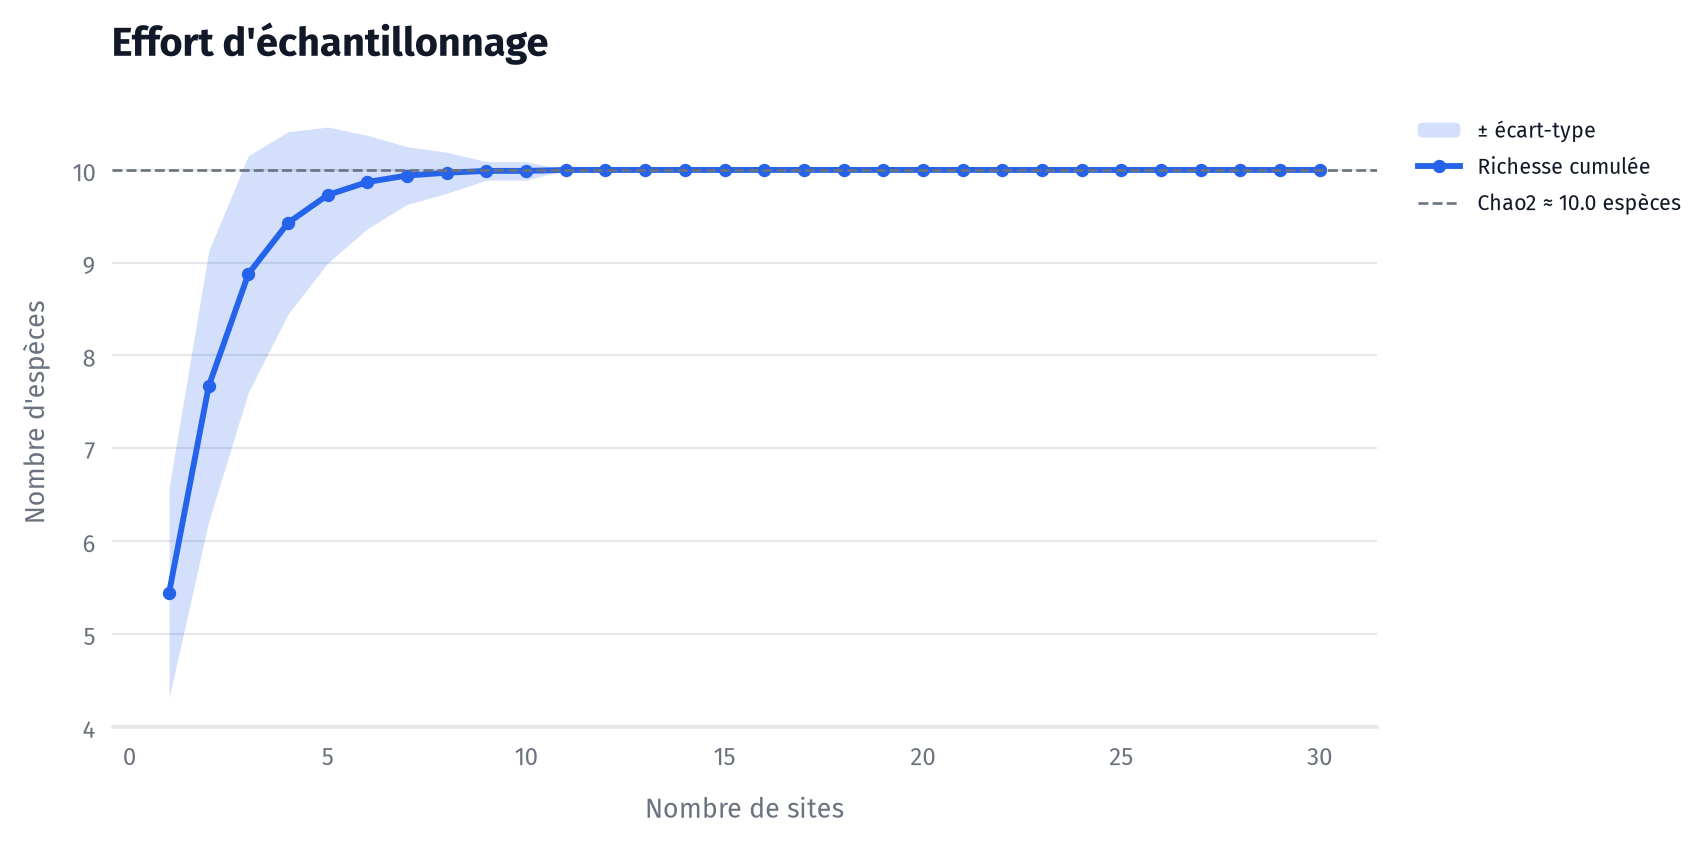 Effort d'échantillonnage
± écart-type
Richesse cumulée
Chao2 ≈ 10.0 espèces
Nombre d'espèces
10
9
8
7
6
5
4
0 5 10 15 20 25 30
Nombre de sites